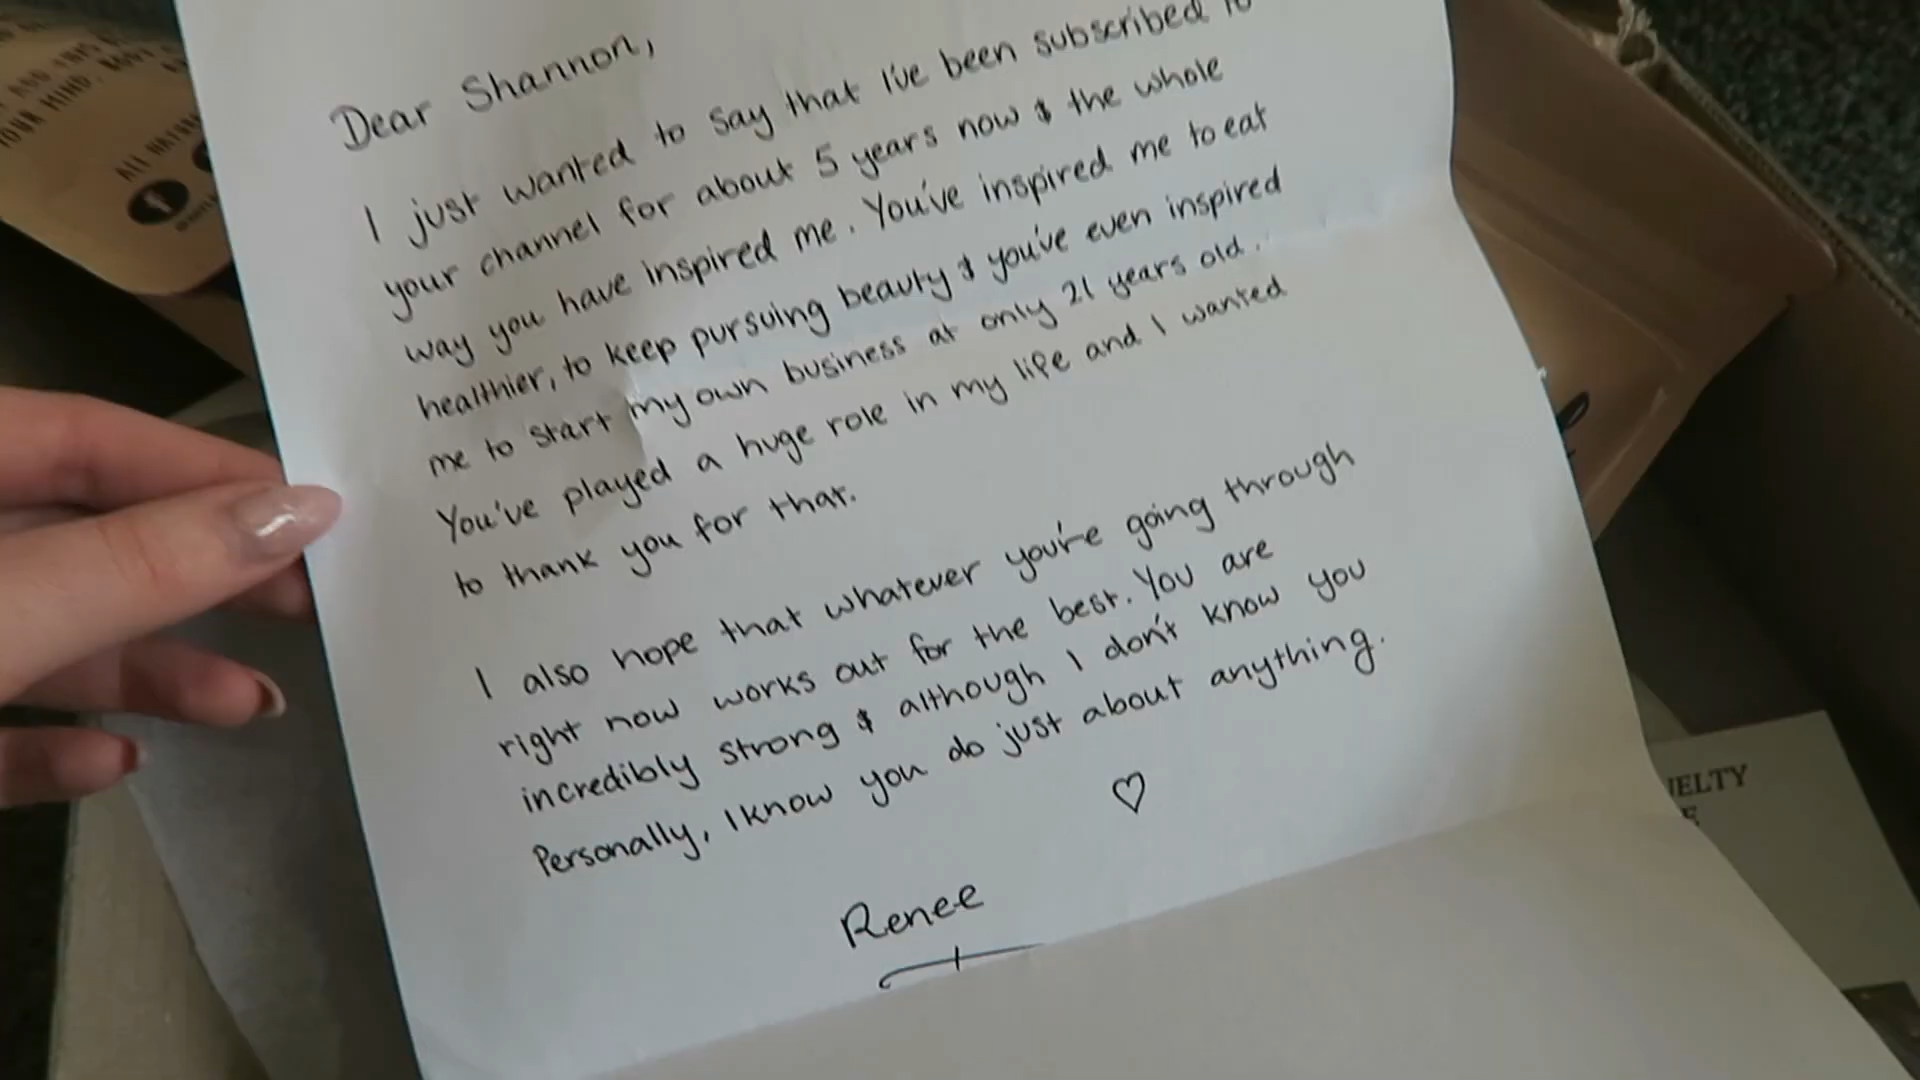 Dear Shannon,
I just wanted to say that I've been subscribed to
your channel for about 5 years now & the whole
way you have inspired me. You've inspired me to eat
healthier, to keep pursuing beauty & you've even inspired
me to start my own business at only 21 years old.
You've played a huge role in my life and I wanted
to thank you for that.
I also hope that whatever you're going through
right now works out for the best. You are
incredibly strong & although I don't know you
Personally, I know you do just about anything.
Renee
YOUR MIND, BODY